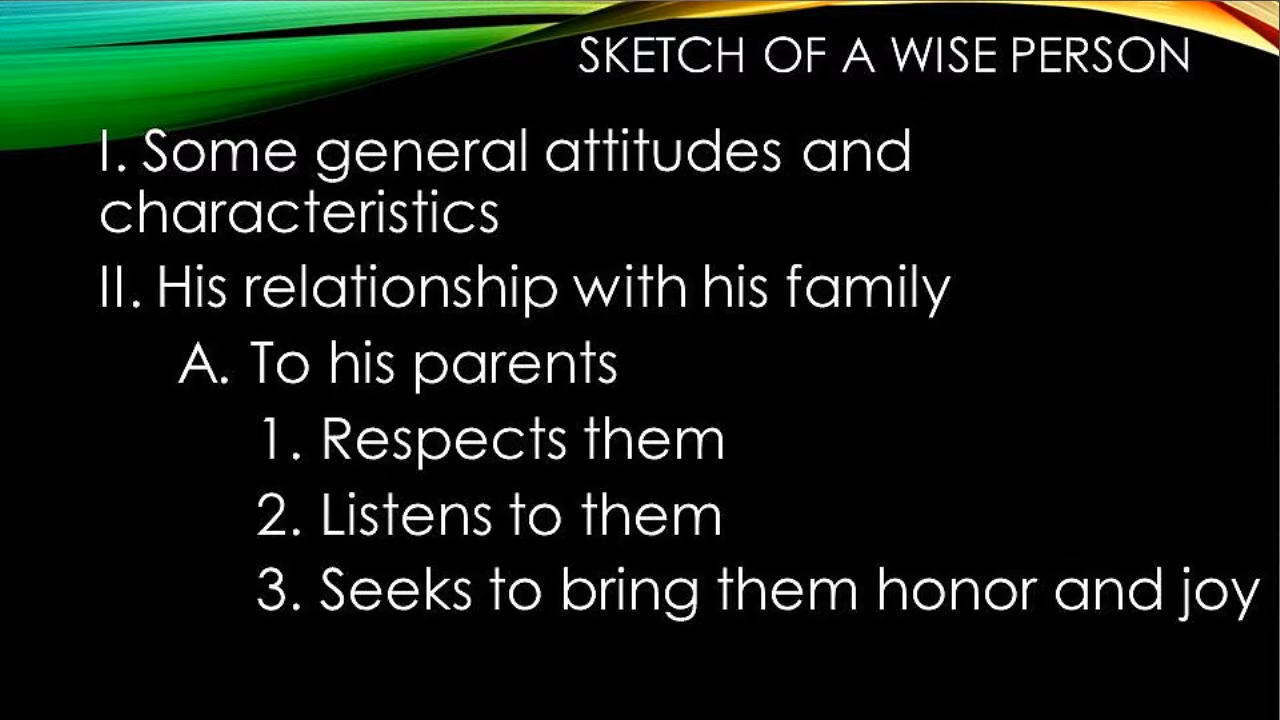 SKETCH OF A WISE PERSON
I. Some general attitudes and
characteristics
II. His relationship with his family
A. To his parents
1. Respects them
2. Listens to them
3. Seeks to bring them honor and joy